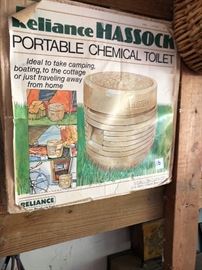 Reliance HASSOCK
PORTABLE CHEMICAL TOILET
Ideal to take camping,
boating, to the cottage
or just traveling away
from home
RELIANCE